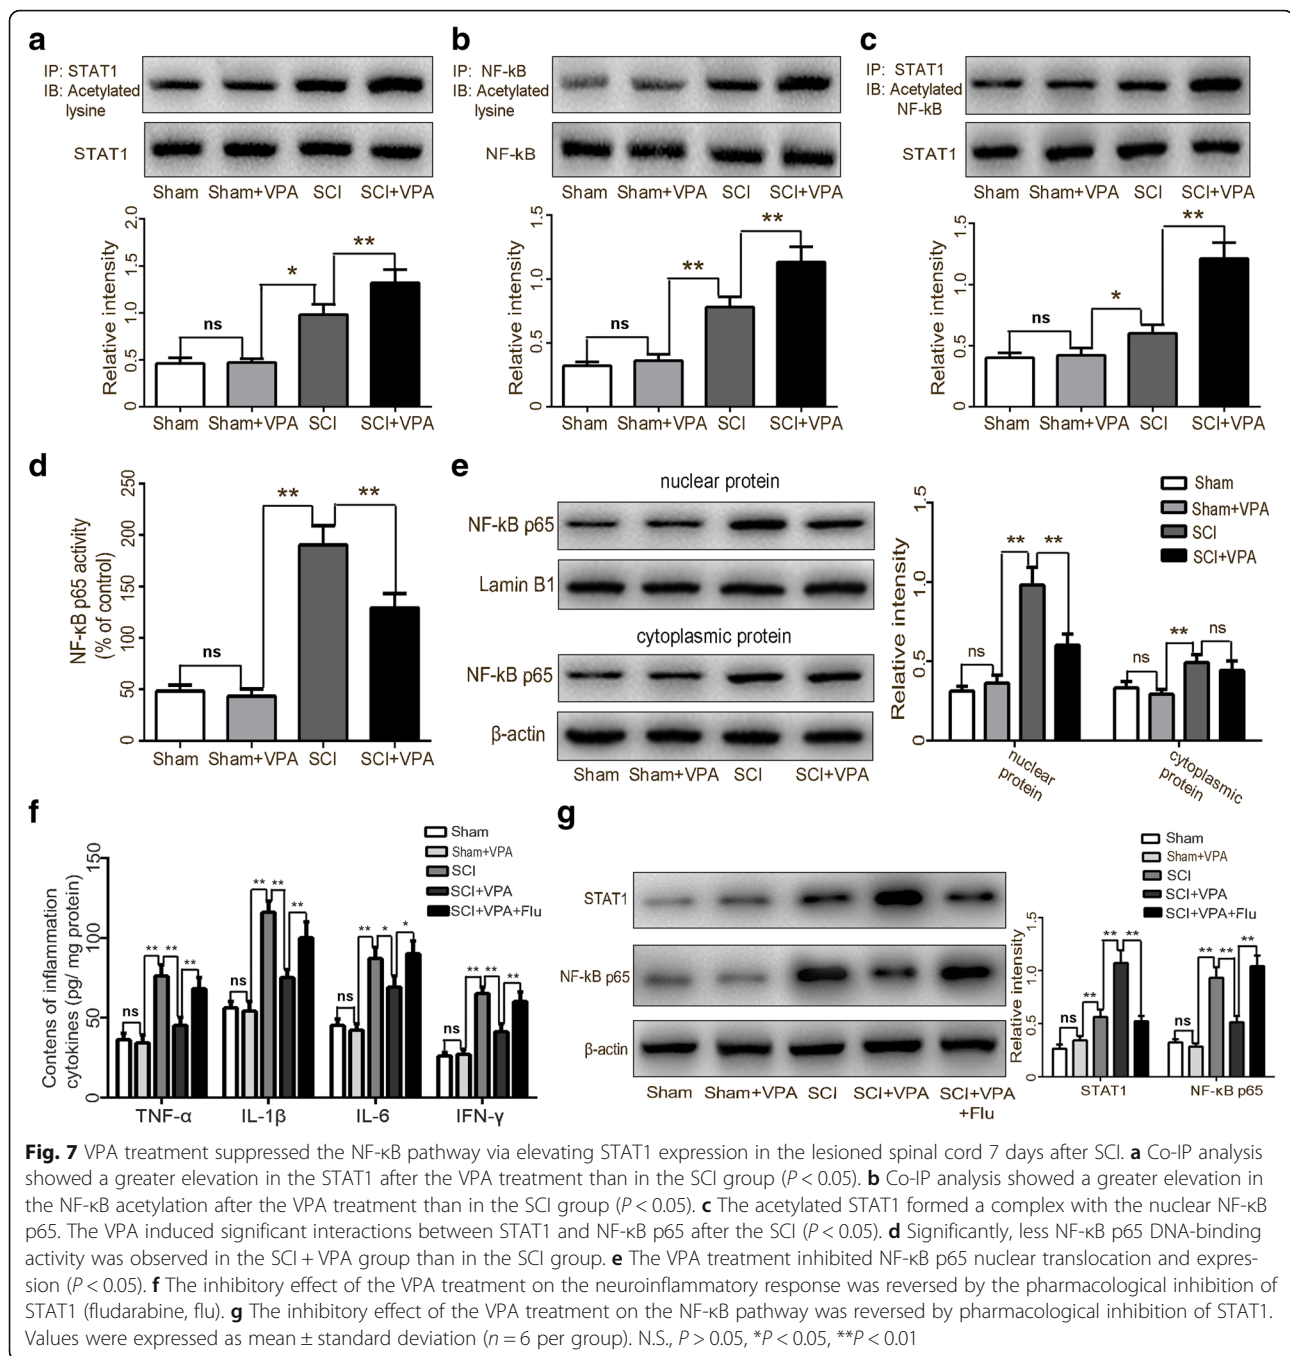 a
IP: STAT1
IB: Acetylated
lysine
STAT1
Sham Sham+VPA SCI SCI+VPA
Relative intensity
2.0
1.5
1.0
0.5
0
ns
*
**
Sham Sham+VPA SCI SCI+VPA
b
IP: NF-kB
IB: Acetylated
lysine
NF-kB
Sham Sham+VPA SCI SCI+VPA
Relative intensity
1.5
1.0
0.5
0
ns
**
**
Sham Sham+VPA SCI SCI+VPA
c
IP: STAT1
IB: Acetylated
NF-kB
STAT1
Sham Sham+VPA SCI SCI+VPA
Relative intensity
1.5
1.0
0.5
0
ns
*
**
Sham Sham+VPA SCI SCI+VPA
d
NF-κB p65 activity
(% of control)
250
200
150
100
50
0
ns
**
**
Sham Sham+VPA SCI SCI+VPA
e
nuclear protein
NF-kB p65
Lamin B1
cytoplasmic protein
NF-kB p65
β-actin
Sham Sham+VPA SCI SCI+VPA
Relative intensity
1.5
1.0
0.5
0
Sham
Sham+VPA
SCI
SCI+VPA
ns ** **
ns ** ns
nuclear
protein
cytoplasmic
protein
f
Contens of inflammation
cytokines (pg/ mg protein)
150
100
50
0
Sham
Sham+VPA
SCI
SCI+VPA
SCI+VPA+Flu
ns ** ** **
ns ** ** **
ns ** * *
ns ** ** **
TNF-α IL-1β IL-6 IFN-γ
g
STAT1
NF-kB p65
β-actin
Sham Sham+VPA SCI SCI+VPA SCI+VPA
+Flu
Sham
Sham+VPA
SCI
SCI+VPA
SCI+VPA+Flu
Relative intensity
1.5
1.0
0.5
0
ns ** ** **
ns ** ** **
STAT1 NF-κB p65
Fig. 7 VPA treatment suppressed the NF-κB pathway via elevating STAT1 expression in the lesioned spinal cord 7 days after SCI. a Co-IP analysis
showed a greater elevation in the STAT1 after the VPA treatment than in the SCI group (P < 0.05). b Co-IP analysis showed a greater elevation in
the NF-κB acetylation after the VPA treatment than in the SCI group (P < 0.05). c The acetylated STAT1 formed a complex with the nuclear NF-κB
p65. The VPA induced significant interactions between STAT1 and NF-κB p65 after the SCI (P < 0.05). d Significantly, less NF-κB p65 DNA-binding
activity was observed in the SCI + VPA group than in the SCI group. e The VPA treatment inhibited NF-κB p65 nuclear translocation and expres-
sion (P < 0.05). f The inhibitory effect of the VPA treatment on the neuroinflammatory response was reversed by the pharmacological inhibition of
STAT1 (fludarabine, flu). g The inhibitory effect of the VPA treatment on the NF-κB pathway was reversed by pharmacological inhibition of STAT1.
Values were expressed as mean ± standard deviation (n = 6 per group). N.S., P > 0.05, *P < 0.05, **P < 0.01